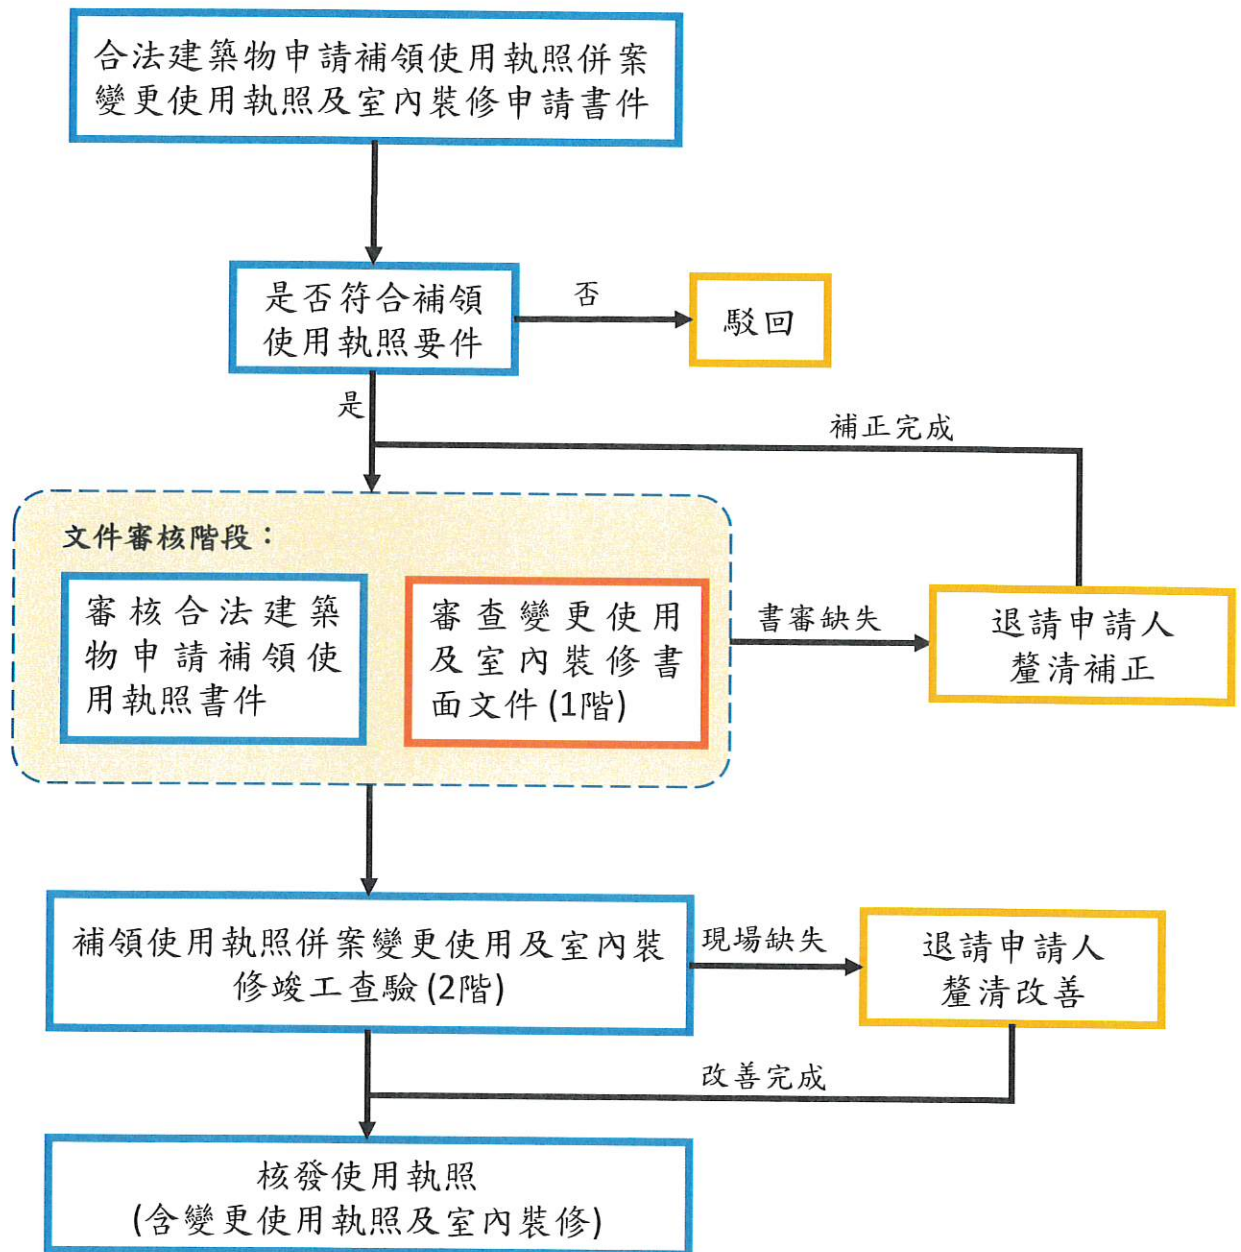 合法建築物申請補領使用執照併案
變更使用執照及室內裝修申請書件
是否符合補領
使用執照要件
否
駁回
是
補正完成
文件審核階段：
審核合法建築
物申請補領使
用執照書件
審查變更使用
及室內裝修書
面文件(1階)
書審缺失
退請申請人
釐清補正
補領使用執照併案變更使用及室內裝
修竣工查驗(2階)
現場缺失
退請申請人
釐清改善
改善完成
核發使用執照
(含變更使用執照及室內裝修)